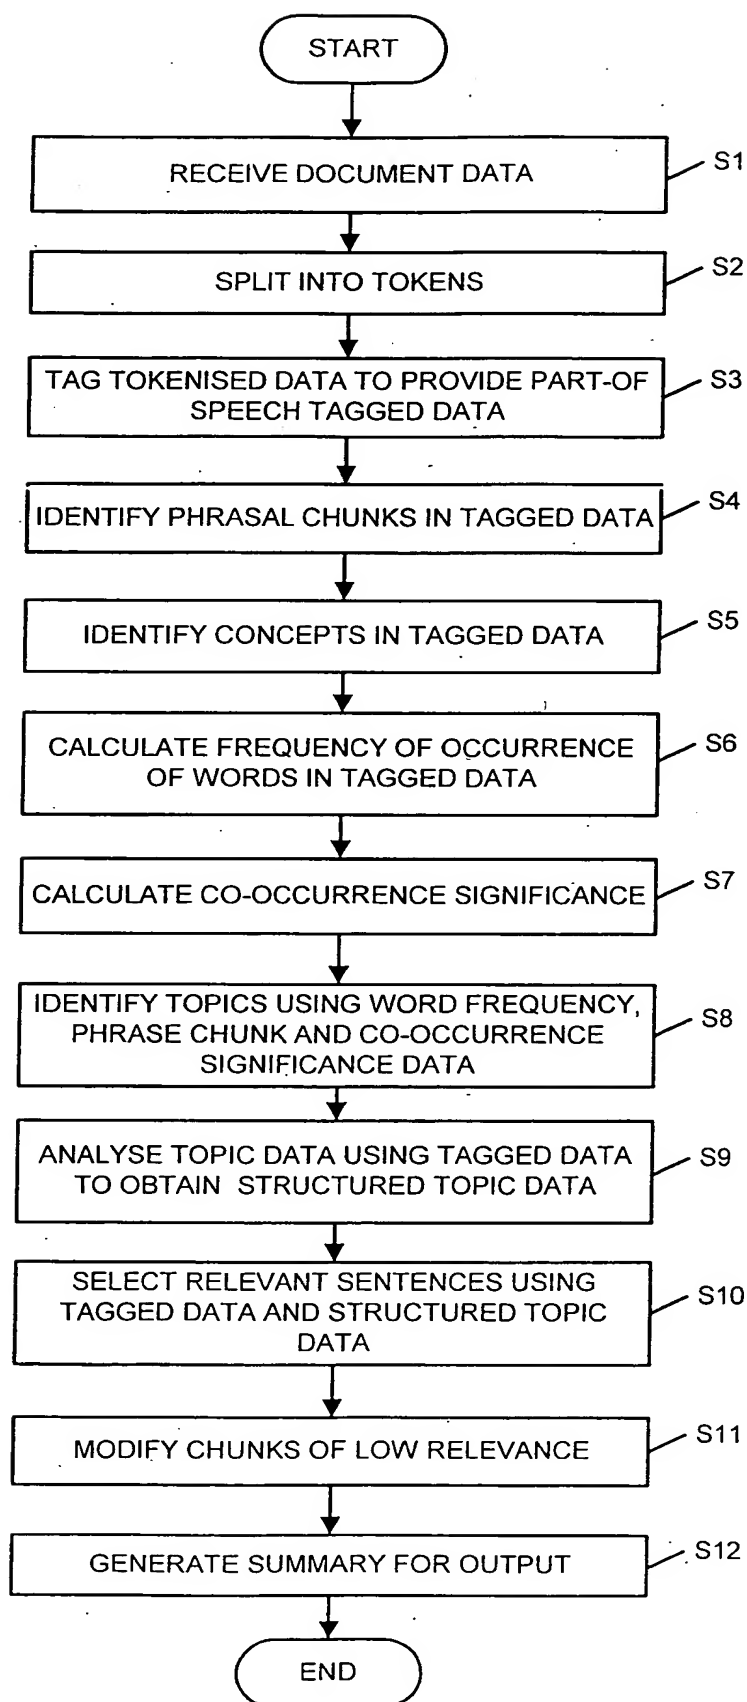 START
RECEIVE DOCUMENT DATA
S1
SPLIT INTO TOKENS
S2
TAG TOKENISED DATA TO PROVIDE PART-OF
SPEECH TAGGED DATA
S3
IDENTIFY PHRASAL CHUNKS IN TAGGED DATA
S4
IDENTIFY CONCEPTS IN TAGGED DATA
S5
CALCULATE FREQUENCY OF OCCURRENCE
OF WORDS IN TAGGED DATA
S6
CALCULATE CO-OCCURRENCE SIGNIFICANCE
S7
IDENTIFY TOPICS USING WORD FREQUENCY,
PHRASE CHUNK AND CO-OCCURRENCE
SIGNIFICANCE DATA
S8
ANALYSE TOPIC DATA USING TAGGED DATA
TO OBTAIN STRUCTURED TOPIC DATA
S9
SELECT RELEVANT SENTENCES USING
TAGGED DATA AND STRUCTURED TOPIC
DATA
S10
MODIFY CHUNKS OF LOW RELEVANCE
S11
GENERATE SUMMARY FOR OUTPUT
S12
END